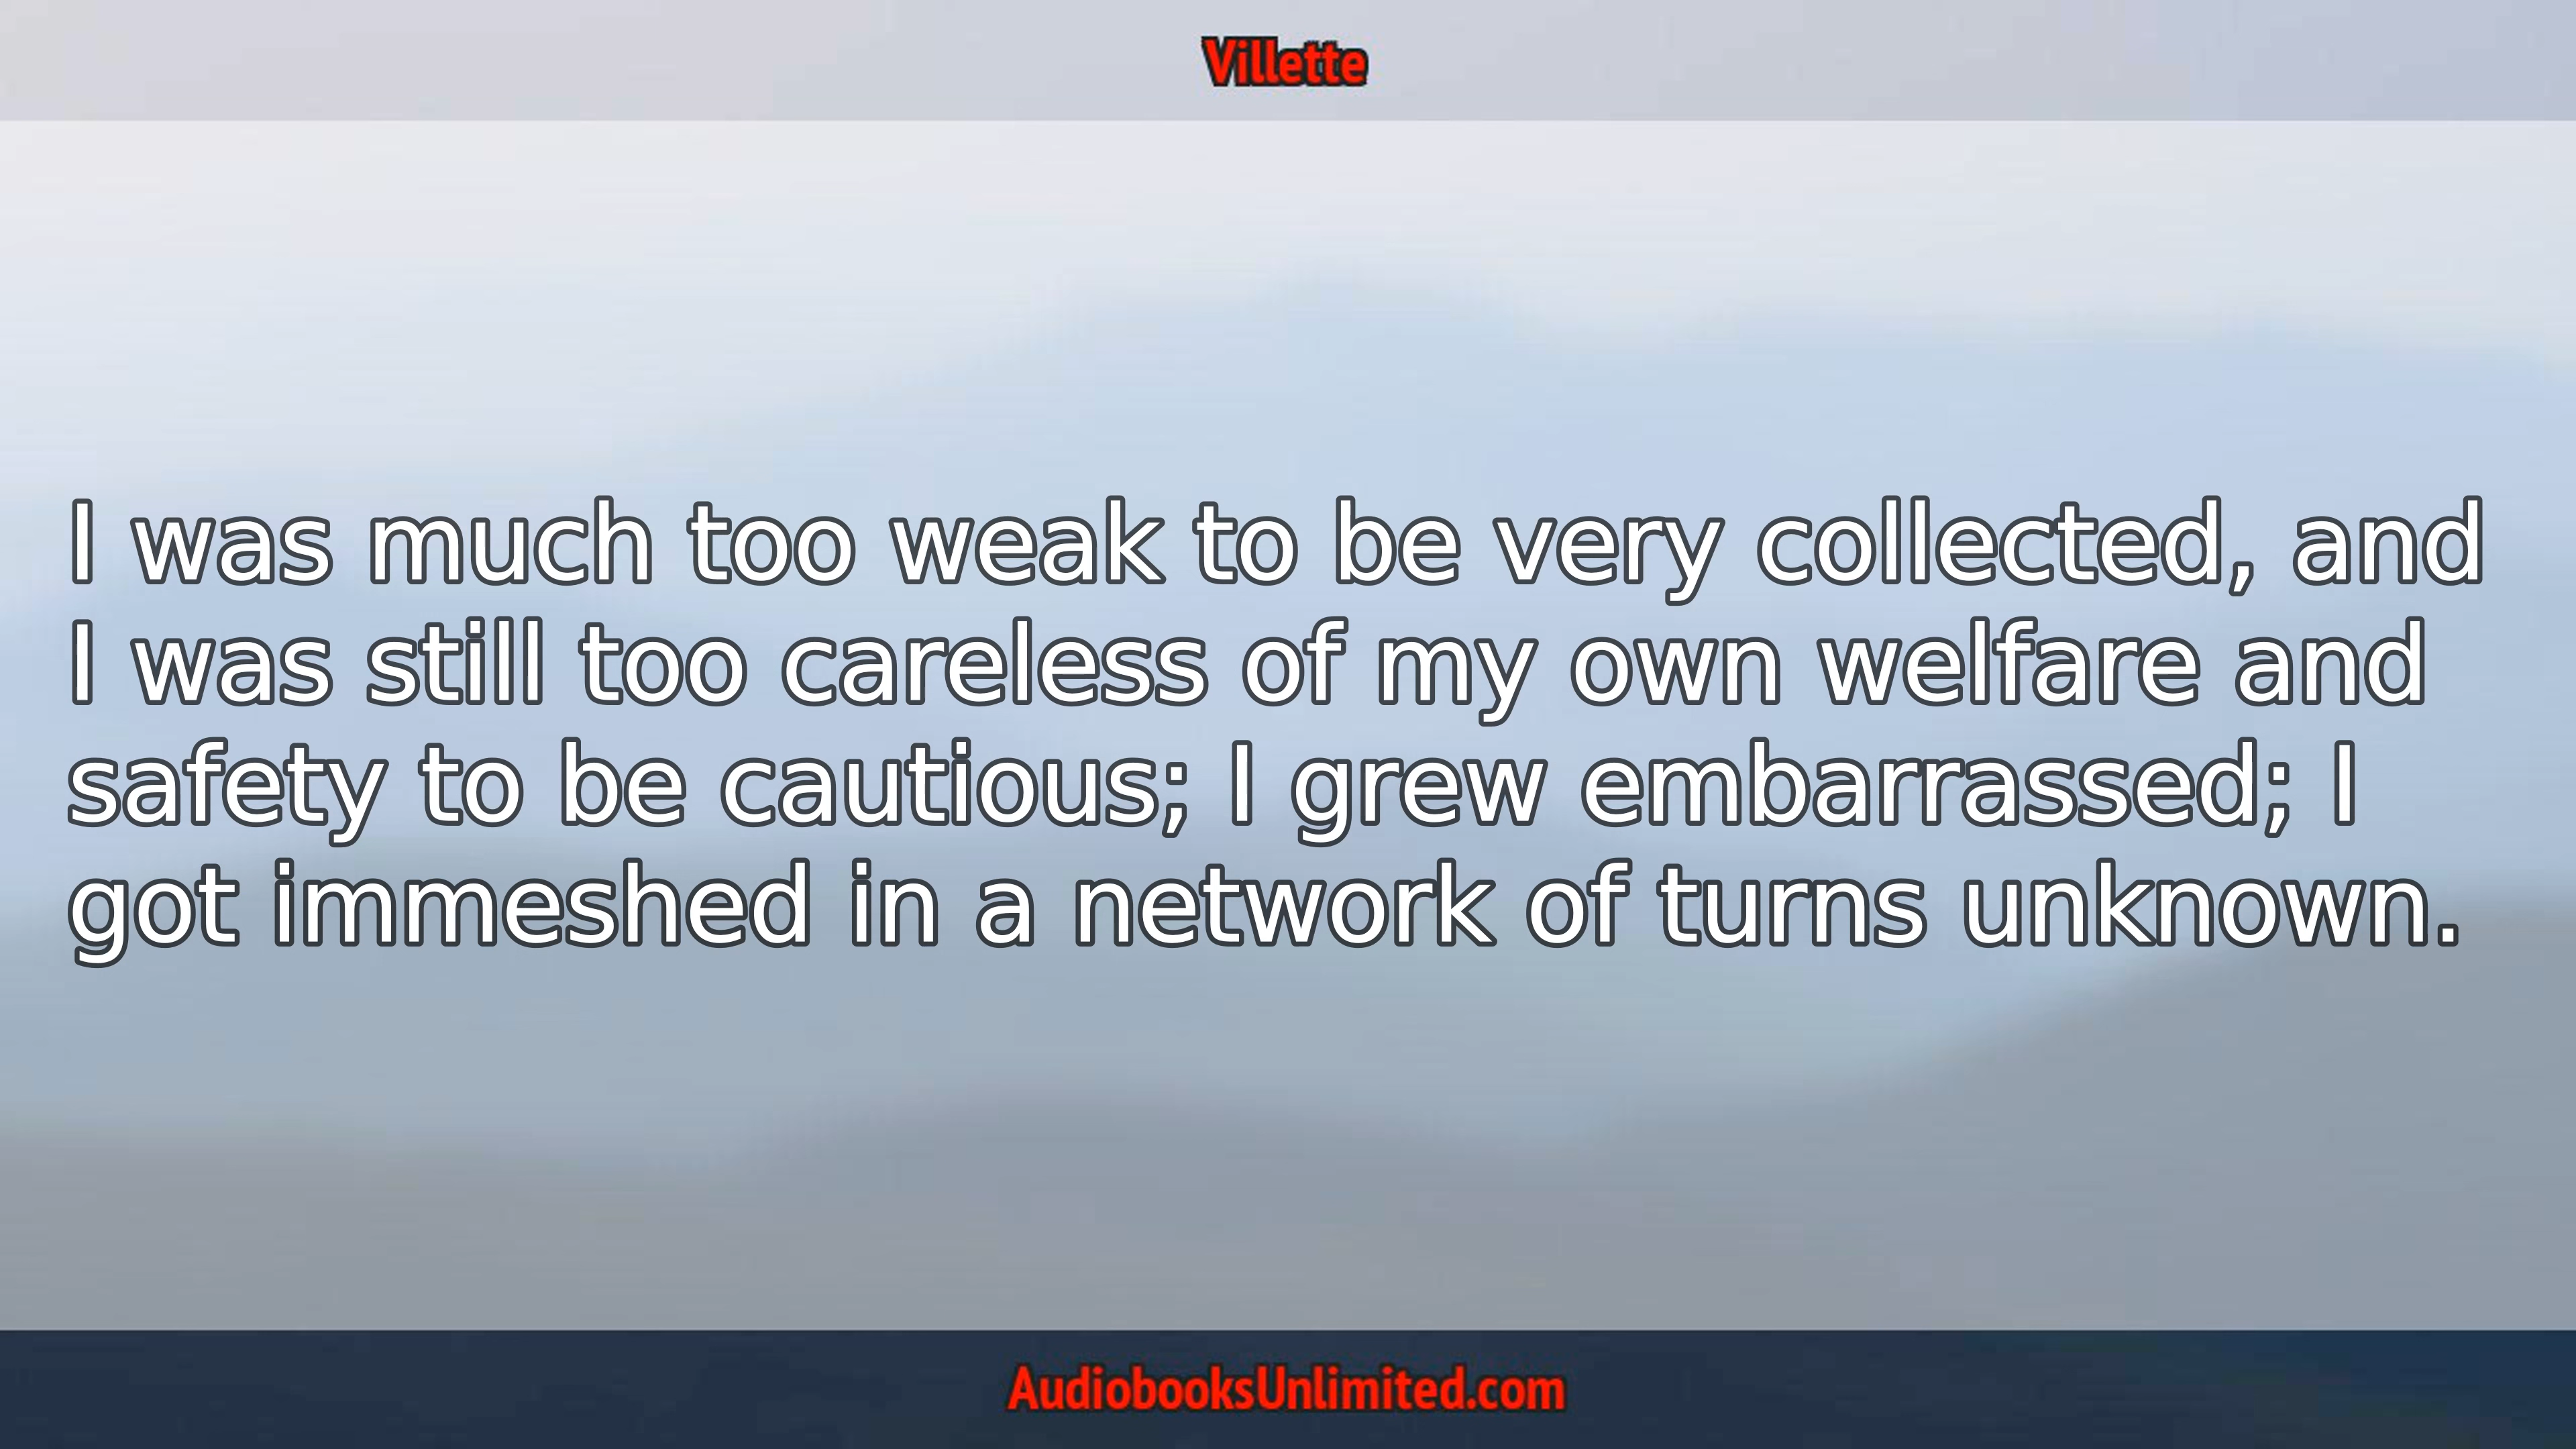 Villette
I was much too weak to be very collected, and
I was still too careless of my own welfare and
safety to be cautious; I grew embarrassed; I
got immeshed in a network of turns unknown.
AudiobooksUnlimited.com